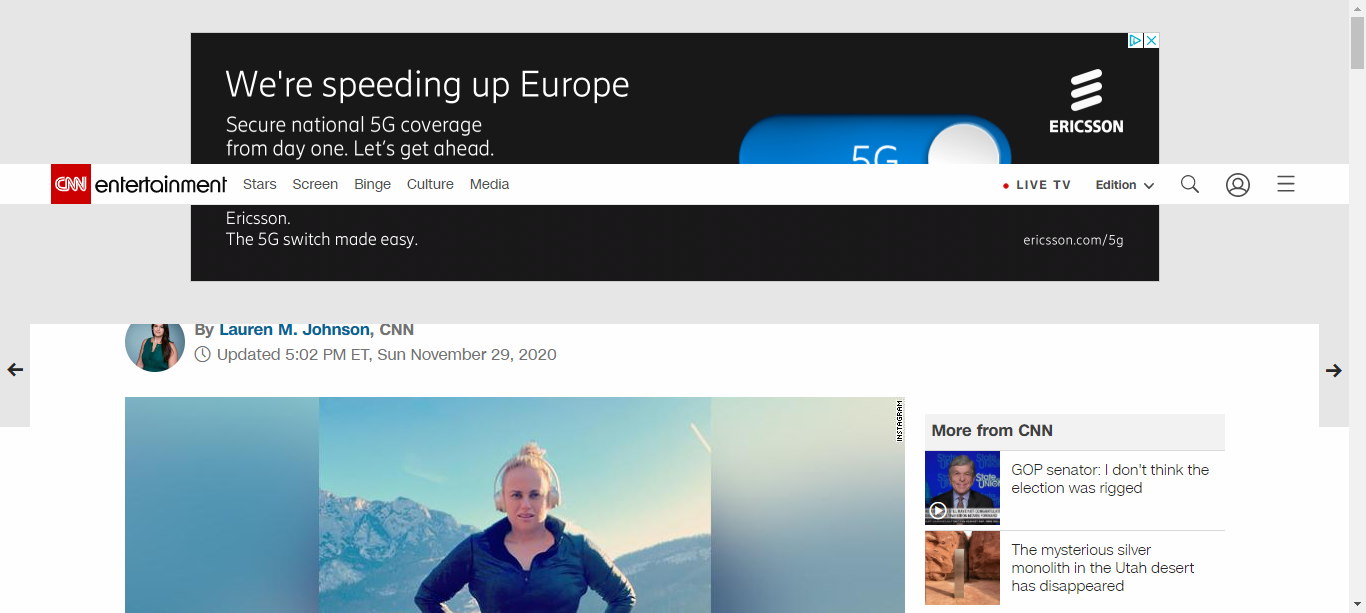 We're speeding up Europe
Secure national 5G coverage
from day one. Let's get ahead.
5G
ERICSSON
CNN entertainment Stars Screen Binge Culture Media LIVE TV Edition
Ericsson.
The 5G switch made easy.
ericsson.com/5g
By Lauren M. Johnson, CNN
Updated 5:02 PM ET, Sun November 29, 2020
INSTAGRAM
More from CNN
GOP senator: I don't think the
election was rigged
The mysterious silver
monolith in the Utah desert
has disappeared